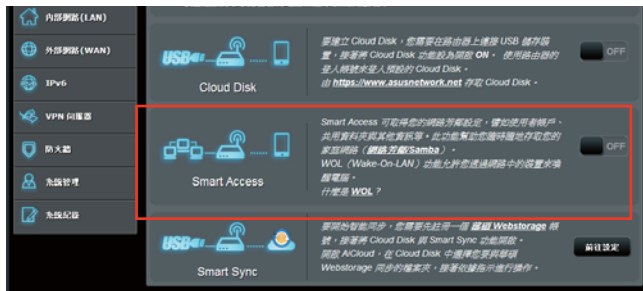 內部網路 (LAN)
外部網路 (WAN)
IPv6
VPN 伺服器
防火牆
系統管理
系統記錄
USB
Cloud Disk
要建立 Cloud Disk，您需要在路由器上連接 USB 儲存裝
置，接著將 Cloud Disk 功能設為開啟 ON。 使用路由器的
登入帳號來登入預設的 Cloud Disk。
由 https://www.asusnetwork.net 存取 Cloud Disk。
OFF
Smart Access
Smart Access 可取得您的網路芳鄰設定，譬如使用者帳戶、
共用資料夾與其他資訊等。此功能幫助您隨時隨地存取您的
家庭網路（網路芳鄰/Samba）。
WOL（Wake-On-LAN）功能允許您透過網路中的裝置來喚
醒電腦。
什麼是 WOL？
OFF
USB
Smart Sync
要開始智能同步，您需要先註冊一個 華碩 Webstorage 帳
號，接著將 Cloud Disk 與 Smart Sync 功能開啟。
開啟 AiCloud，在 Cloud Disk 中選擇您要與華碩
Webstorage 同步的檔案夾，接著依據指示進行操作。
前往設定